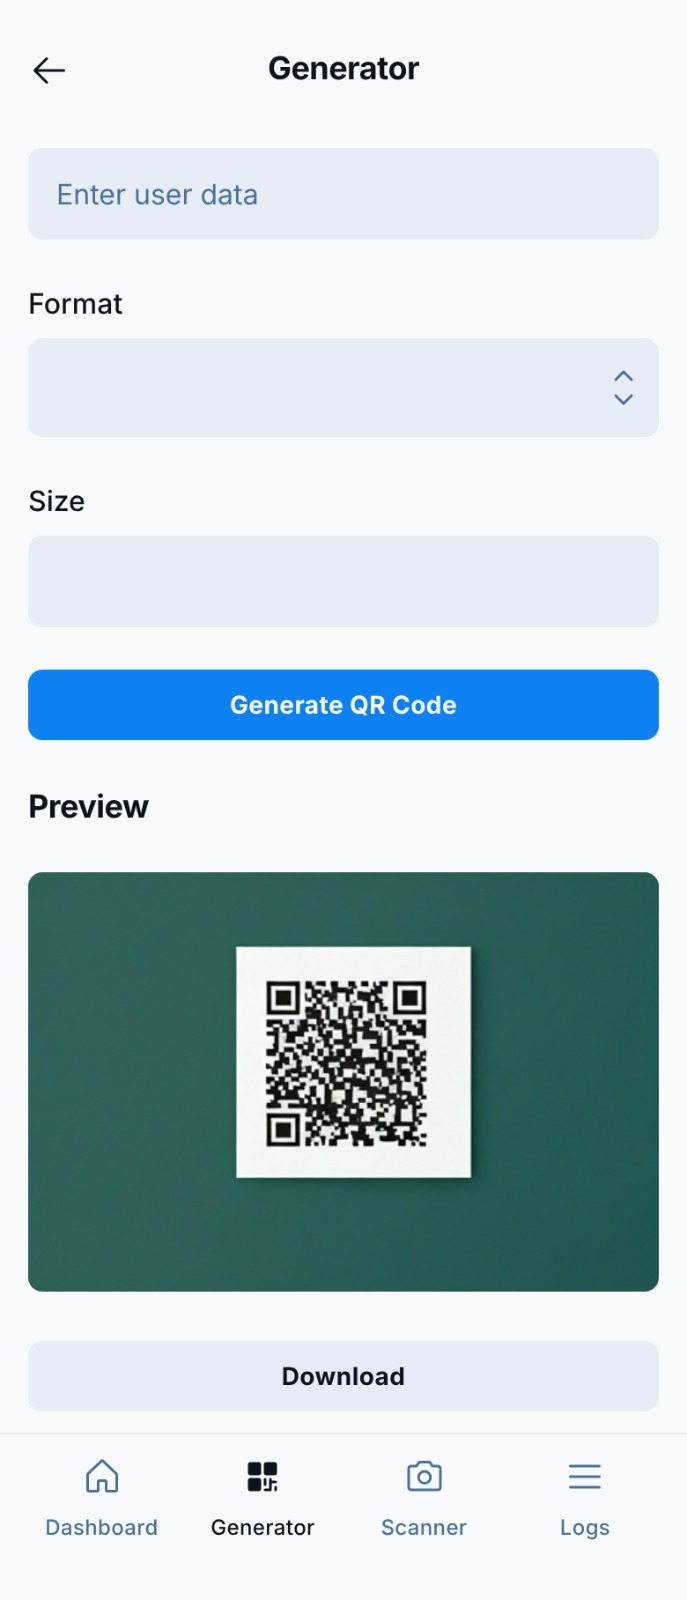 Generator
Enter user data
Format
Size
Generate QR Code
Preview
Download
Dashboard
Generator
Scanner
Logs